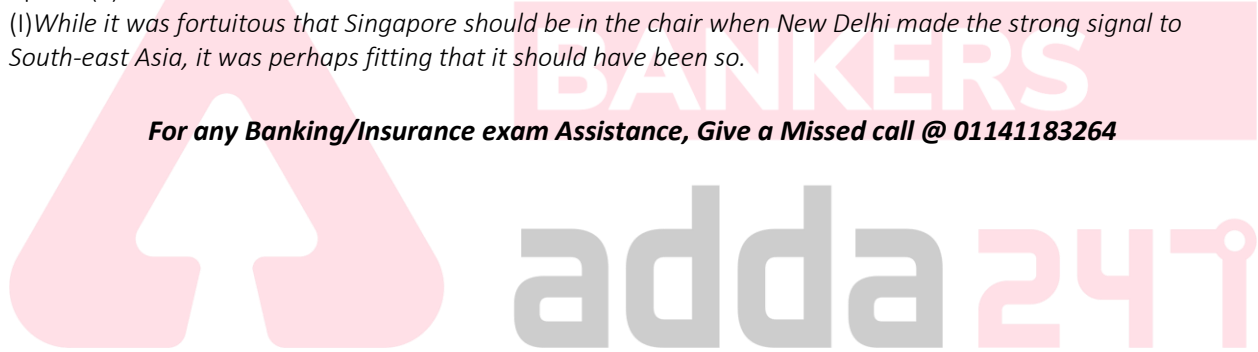 (I)While it was fortuitous that Singapore should be in the chair when New Delhi made the strong signal to
South-east Asia, it was perhaps fitting that it should have been so.
BANKERS
For any Banking/Insurance exam Assistance, Give a Missed call @ 01141183264
adda247